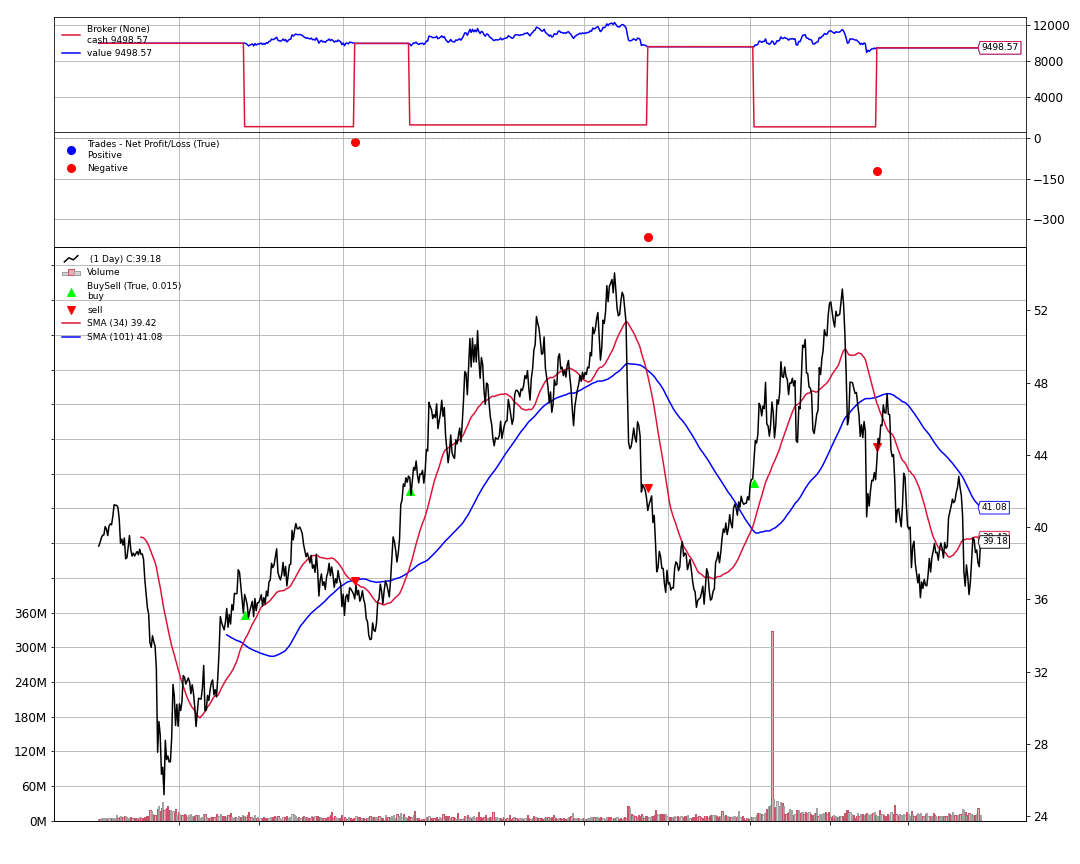 Broker (None)
cash 9498.57
value 9498.57
12000
9498.57
8000
4000
Trades - Net Profit/Loss (True)
Positive
Negative
0
−150
−300
(1 Day) C:39.18
Volume
BuySell (True, 0.015)
buy
sell
SMA (34) 39.42
SMA (101) 41.08
52
48
44
41.08
40
39.18
36
32
28
24
360M
300M
240M
180M
120M
60M
0M